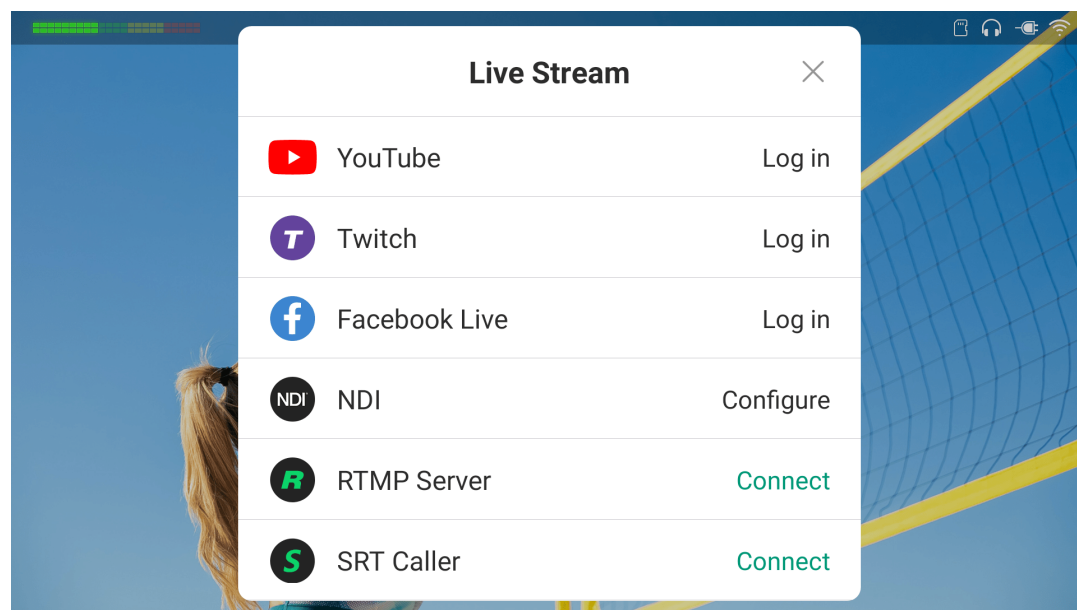 Live Stream
YouTube Log in
T Twitch Log in
f Facebook Live Log in
NDI NDI Configure
R RTMP Server Connect
S SRT Caller Connect